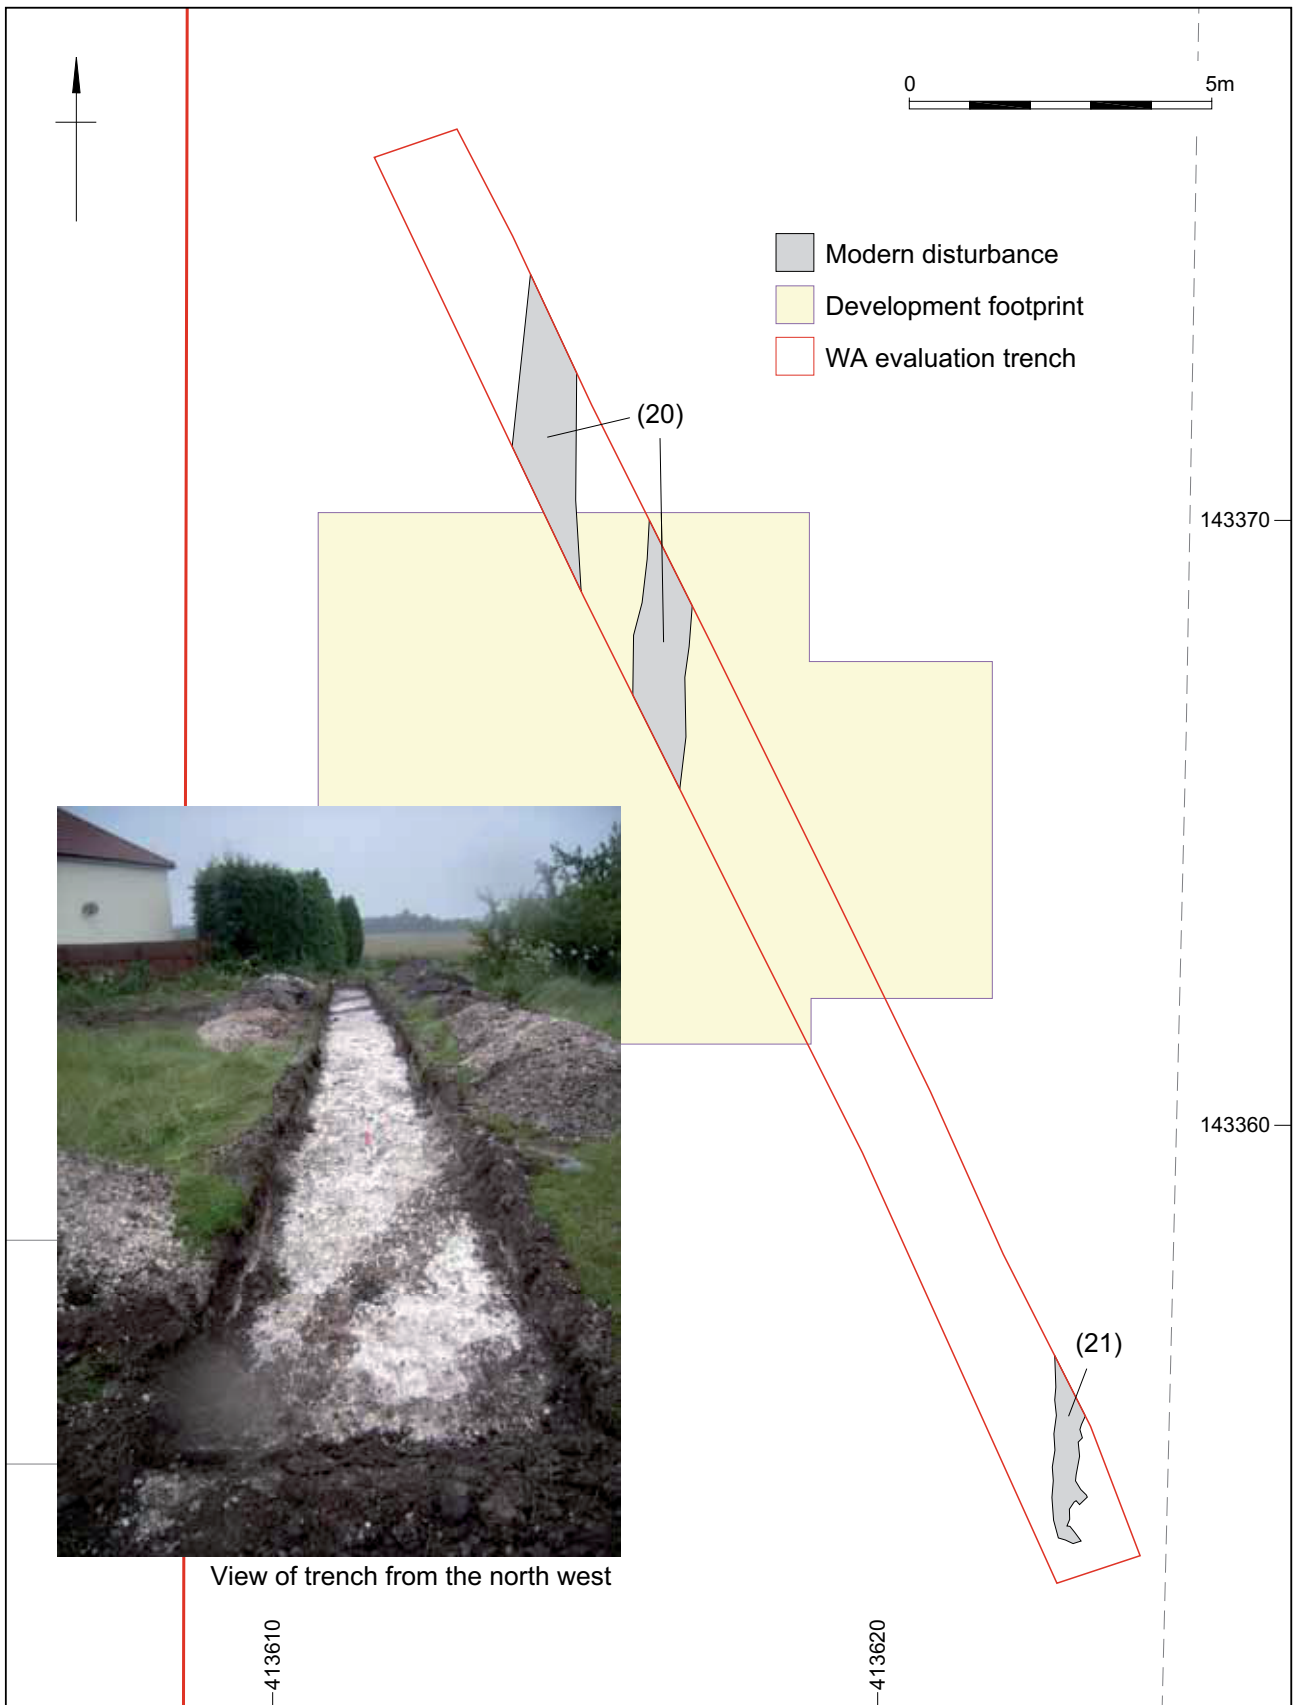 0 5m
Modern disturbance
Development footprint
WA evaluation trench
(20)
143370
143360
(21)
View of trench from the north west
413610
413620